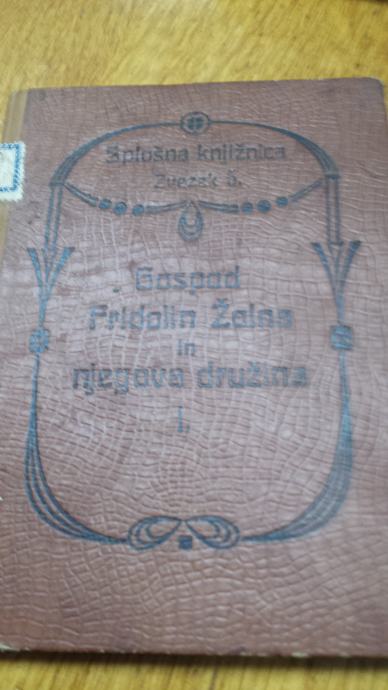 Splošna knjižnica
Zvezek 5.
Gospod
Fridolin Žolna
in
njegova družina
I.